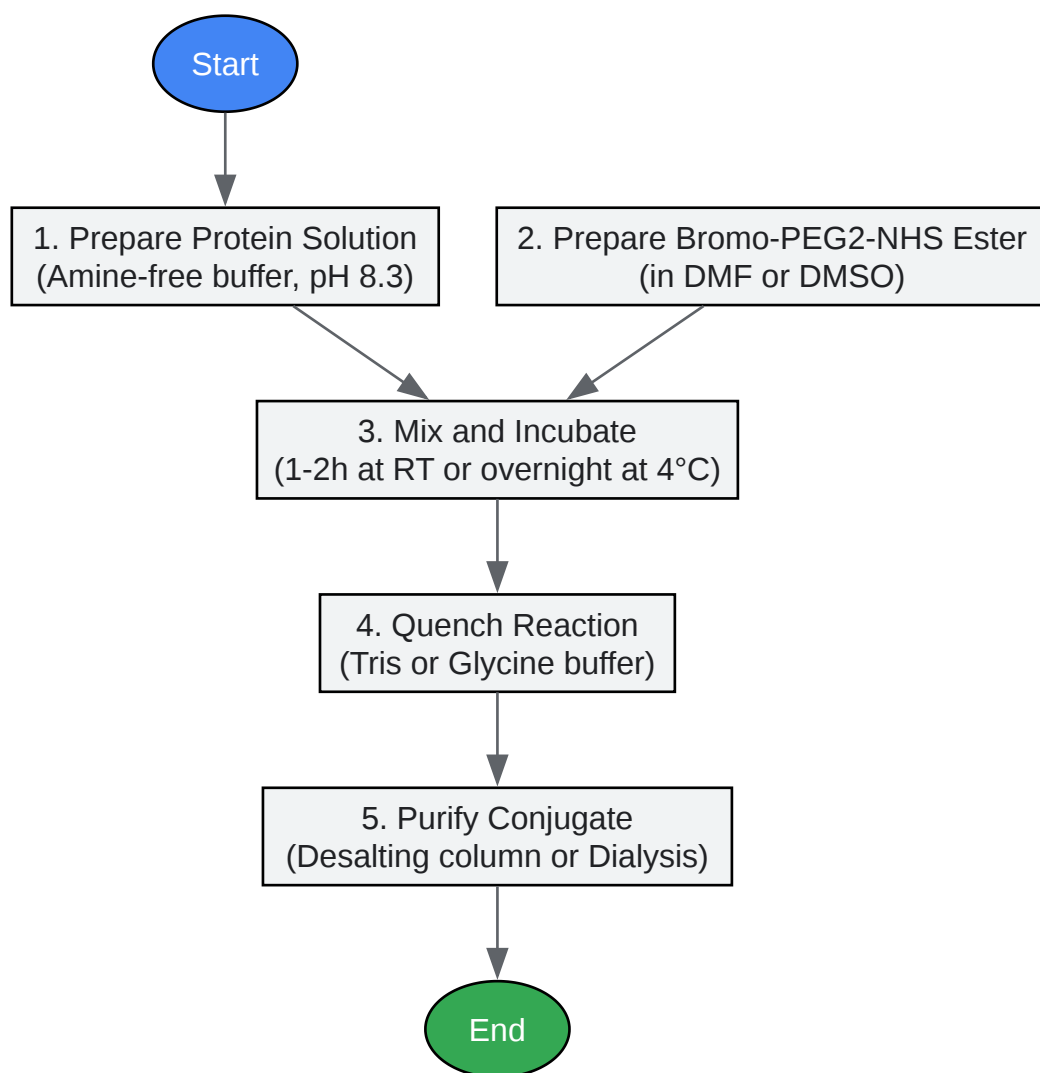 Start
1. Prepare Protein Solution
(Amine-free buffer, pH 8.3)
2. Prepare Bromo-PEG2-NHS Ester
(in DMF or DMSO)
3. Mix and Incubate
(1-2h at RT or overnight at 4°C)
4. Quench Reaction
(Tris or Glycine buffer)
5. Purify Conjugate
(Desalting column or Dialysis)
End